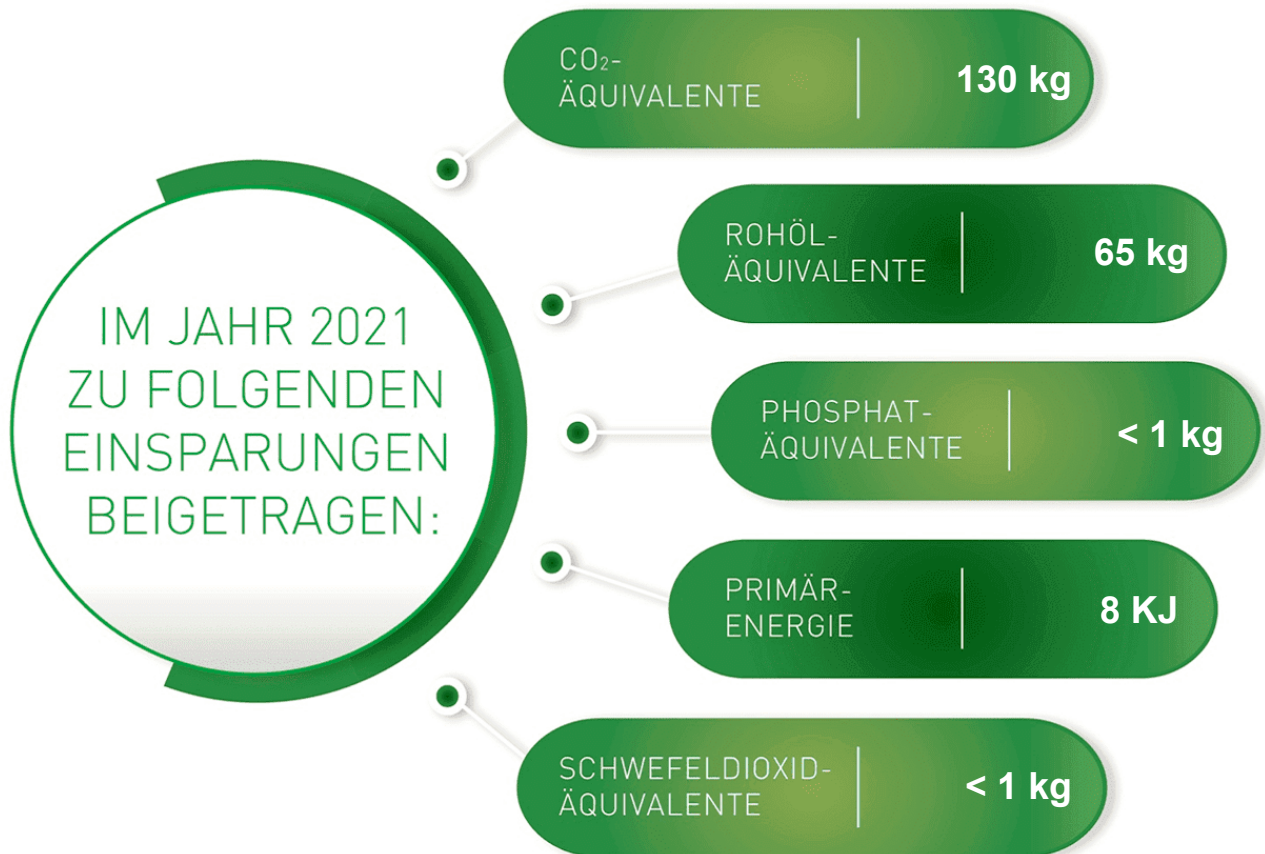 IM JAHR 2021
ZU FOLGENDEN
EINSPARUNGEN
BEIGETRAGEN:
CO₂-
ÄQUIVALENTE
130 kg
ROHÖL-
ÄQUIVALENTE
65 kg
PHOSPHAT-
ÄQUIVALENTE
< 1 kg
PRIMÄR-
ENERGIE
8 KJ
SCHWEFELDIOXID-
ÄQUIVALENTE
< 1 kg